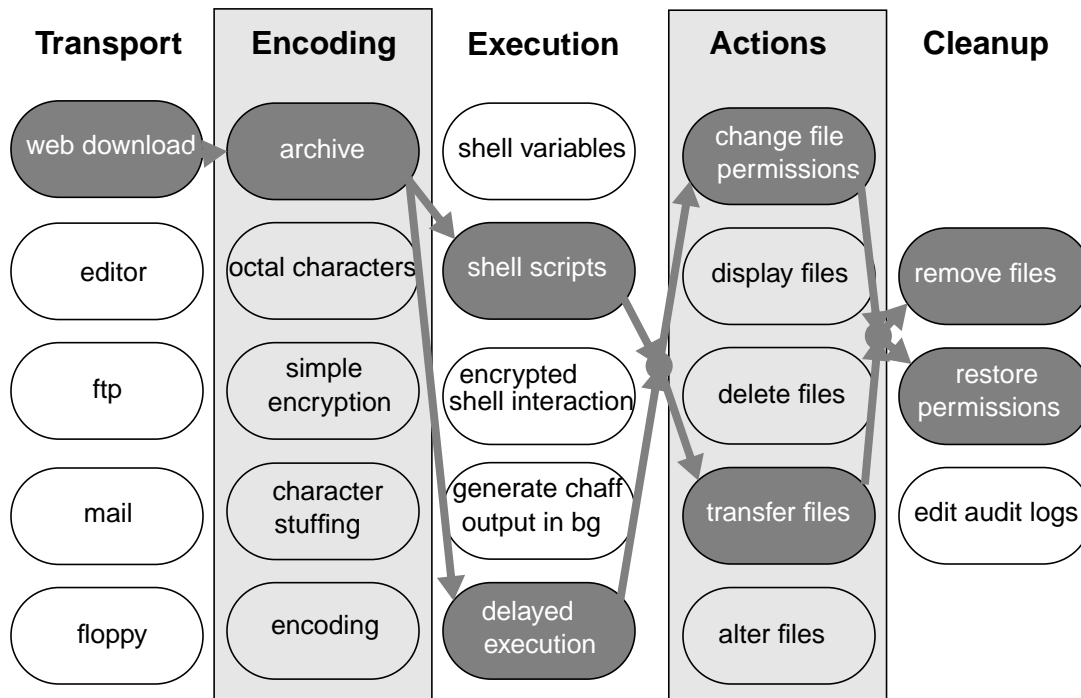 Transport
Encoding
Execution
Actions
Cleanup
web download
editor
ftp
mail
floppy
archive
octal characters
simple
encryption
character
stuffing
encoding
shell variables
shell scripts
encrypted
shell interaction
generate chaff
output in bg
delayed
execution
change file
permissions
display files
delete files
transfer files
alter files
remove files
restore
permissions
edit audit logs